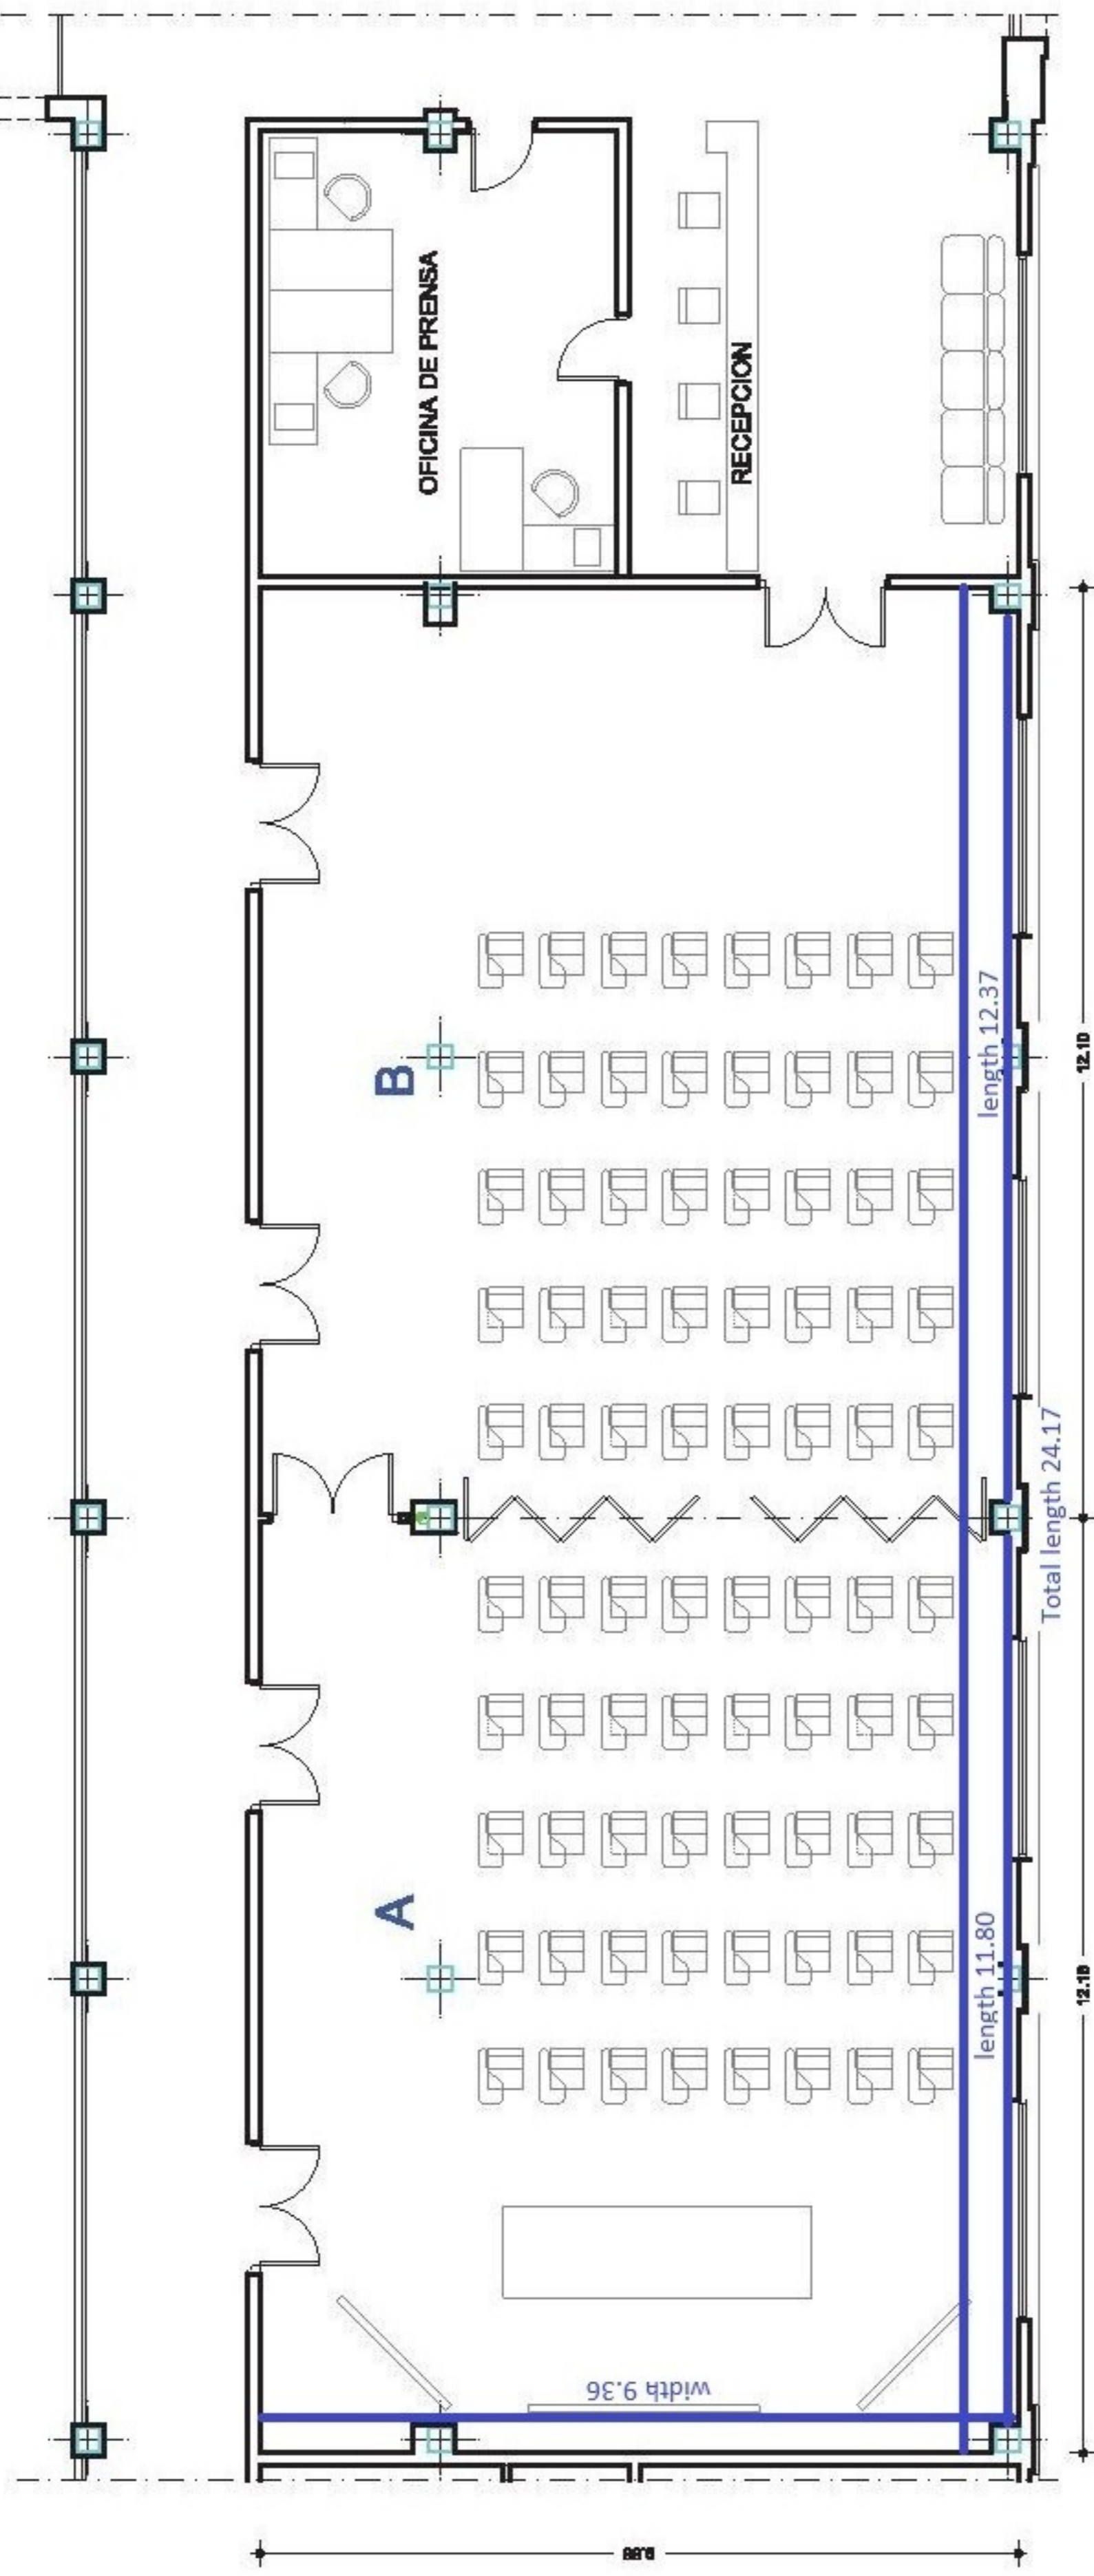 OFICINA DE PRENSA
RECEPCION
B
length 12.37
12.10
Total length 24.17
A
length 11.80
12.10
width 9.36